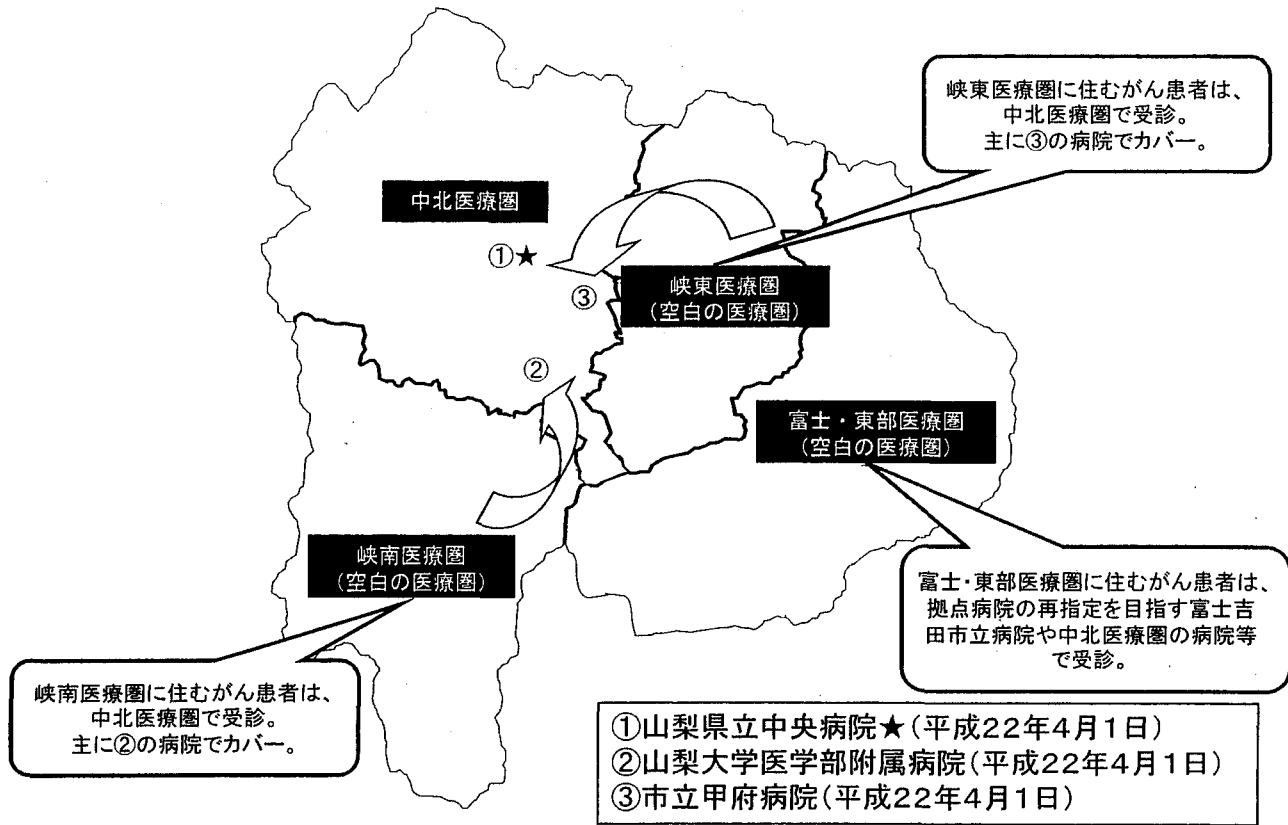 峡東医療圏に住むがん患者は、
中北医療圏で受診。
主に③の病院でカバー。
中北医療圏
①★
③
峡東医療圏
(空白の医療圏)
②
富士・東部医療圏
(空白の医療圏)
峡南医療圏
(空白の医療圏)
富士・東部医療圏に住むがん患者は、
拠点病院の再指定を目指す富士吉
田市立病院や中北医療圏の病院等
で受診。
峡南医療圏に住むがん患者は、
中北医療圏で受診。
主に②の病院でカバー。
①山梨県立中央病院★(平成22年4月1日)
②山梨大学医学部附属病院(平成22年4月1日)
③市立甲府病院(平成22年4月1日)